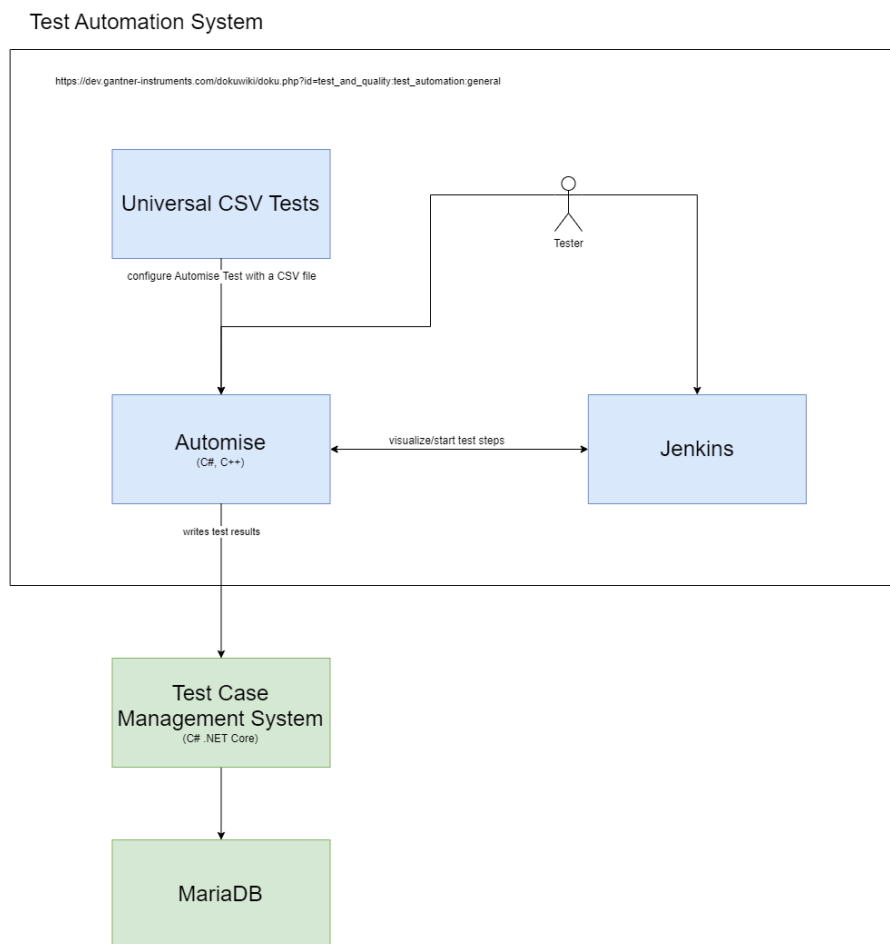 Test Automation System
https://dev.gantner-instruments.com/dokuwiki/doku.php?id=test_and_quality:test_automation:general
Universal CSV Tests
Tester
configure Automise Test with a CSV file
Automise
(C#, C++)
visualize/start test steps
Jenkins
writes test results
Test Case
Management System
(C# .NET Core)
MariaDB